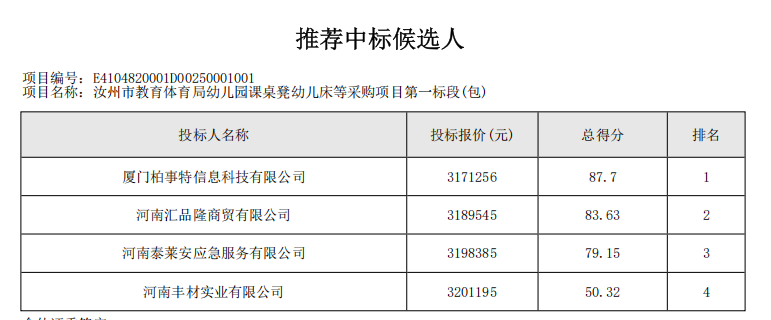 推荐中标候选人
项目编号：E4104820001D00250001001
项目名称：汝州市教育体育局幼儿园课桌凳幼儿床等采购项目第一标段(包)
投标人名称 投标报价(元) 总得分 排名
厦门柏事特信息科技有限公司 3171256 87.7 1
河南汇品隆商贸有限公司 3189545 83.63 2
河南泰莱安应急服务有限公司 3198385 79.15 3
河南丰材实业有限公司 3201195 50.32 4